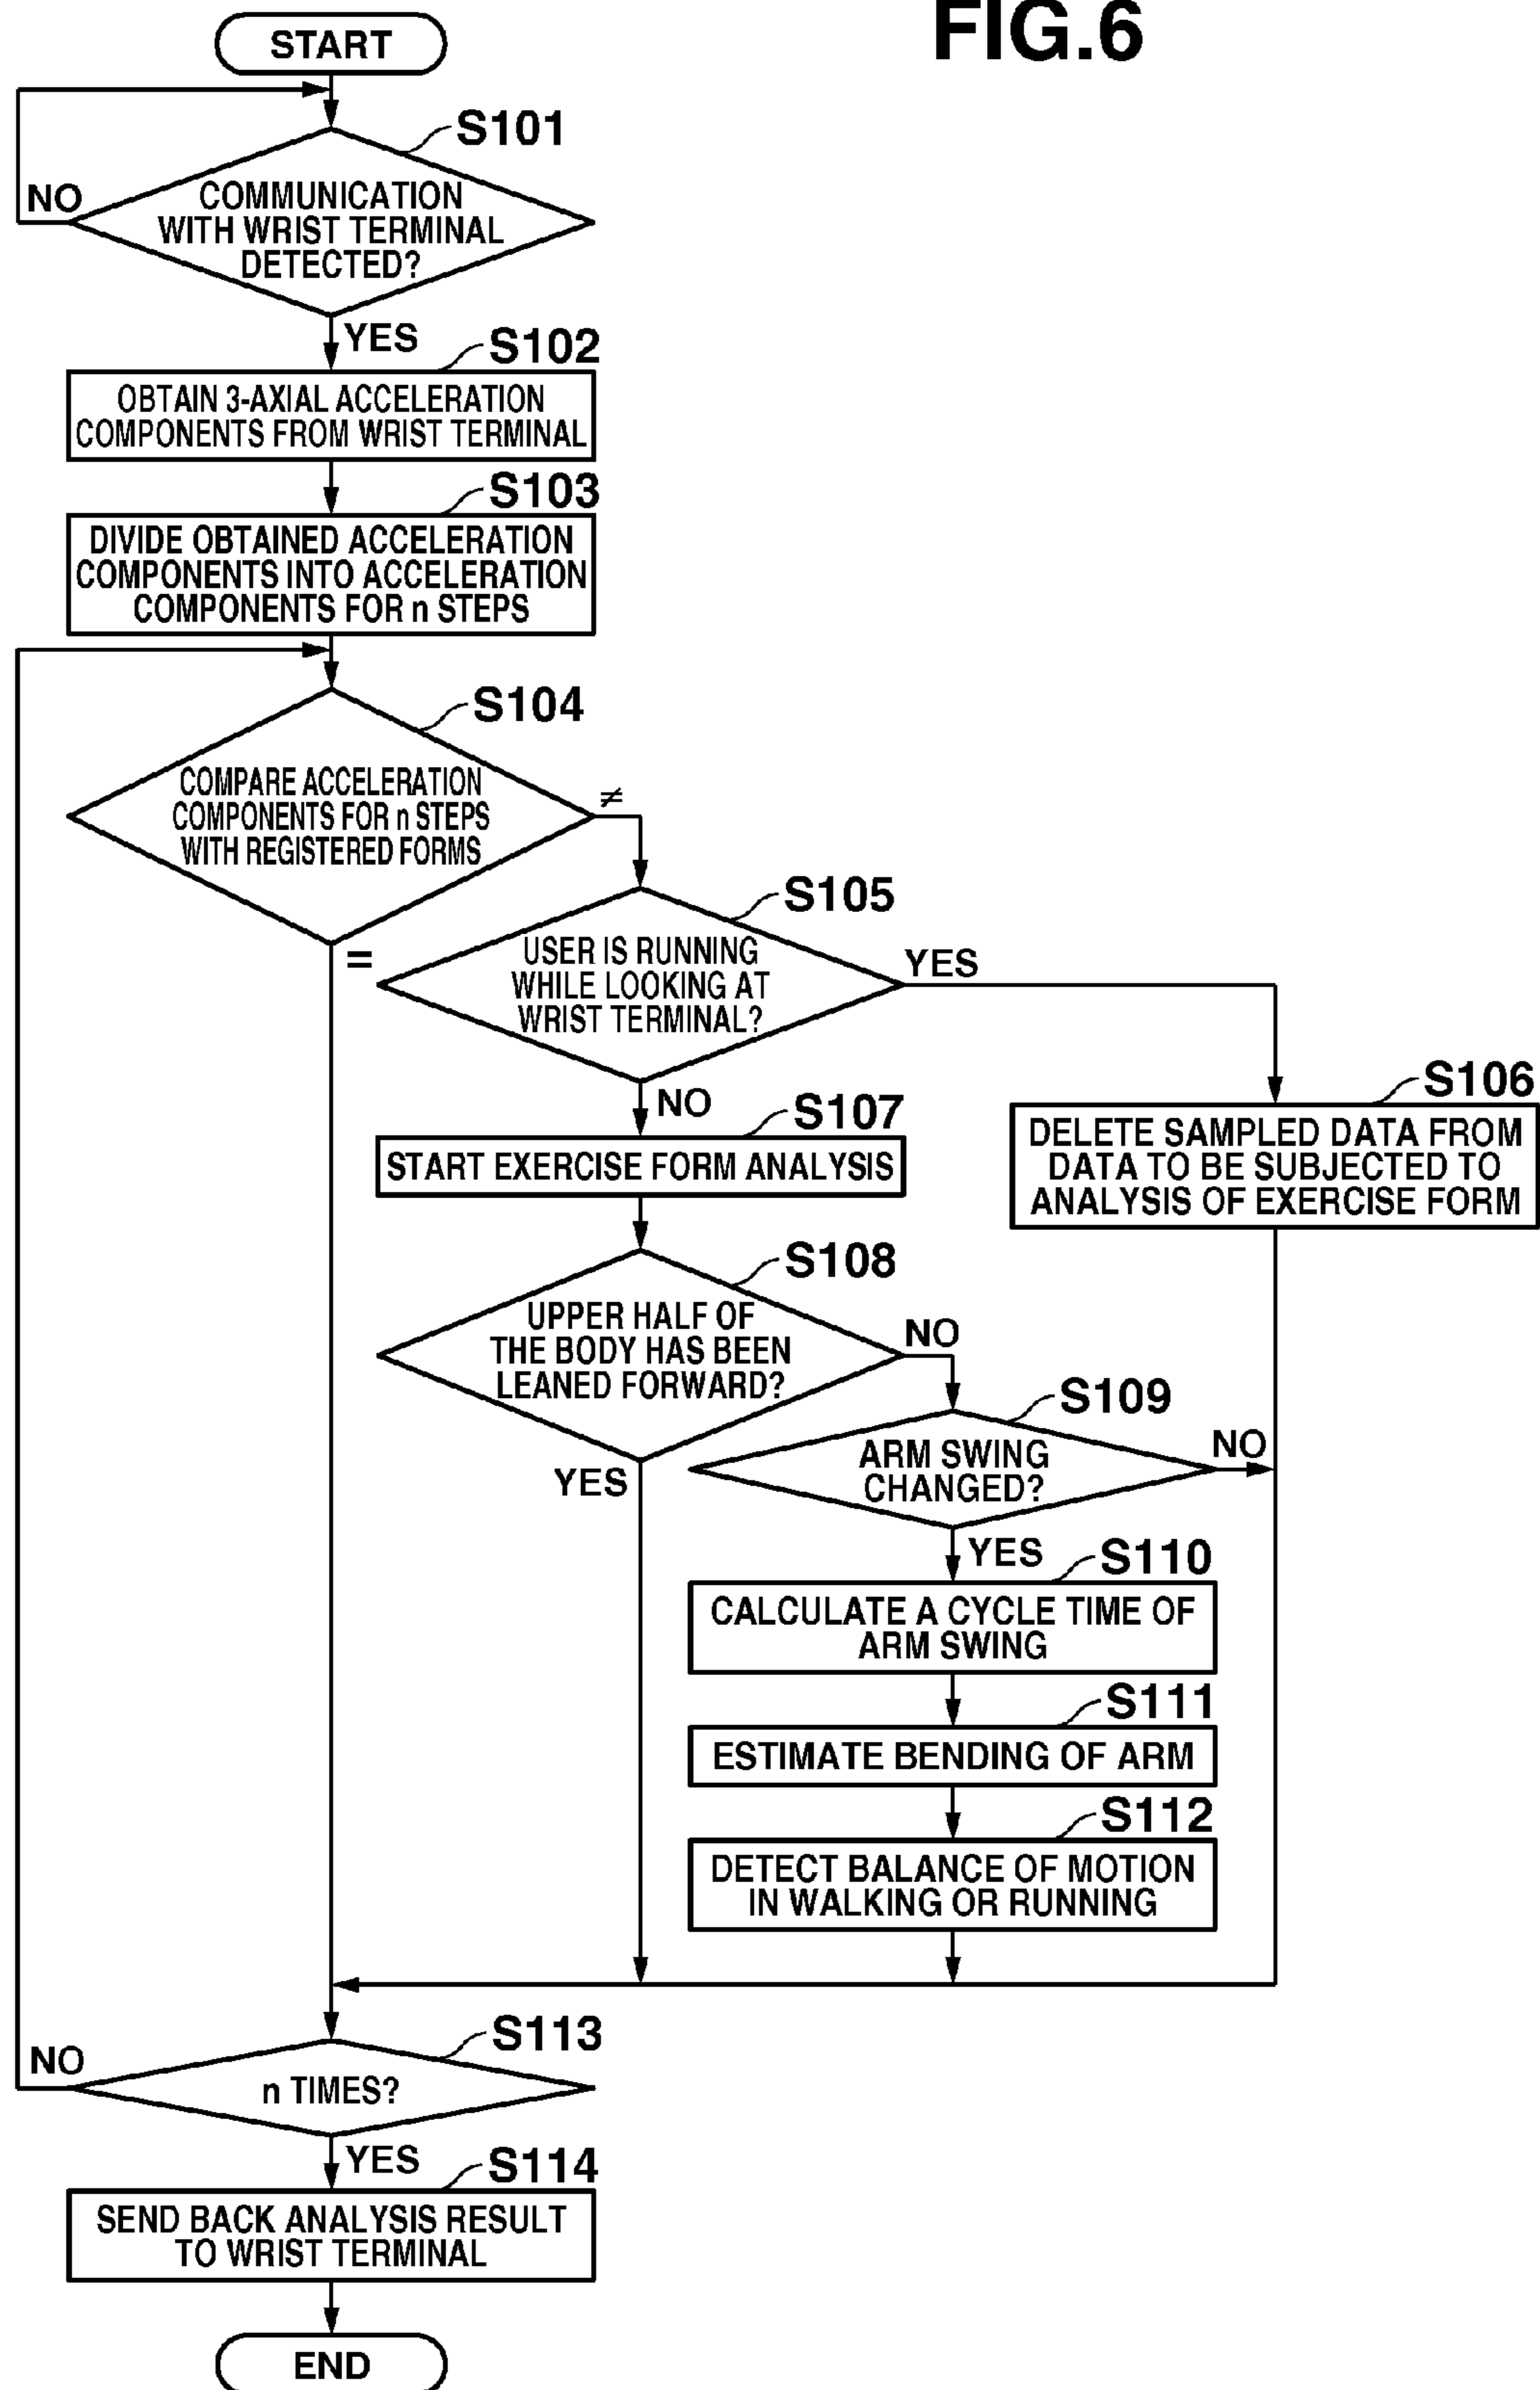 FIG.6
START
S101
COMMUNICATION
WITH WRIST TERMINAL
DETECTED?
NO
YES
S102
OBTAIN 3-AXIAL ACCELERATION
COMPONENTS FROM WRIST TERMINAL
S103
DIVIDE OBTAINED ACCELERATION
COMPONENTS INTO ACCELERATION
COMPONENTS FOR n STEPS
S104
COMPARE ACCELERATION
COMPONENTS FOR n STEPS
WITH REGISTERED FORMS
≠
=
S105
USER IS RUNNING
WHILE LOOKING AT
WRIST TERMINAL?
YES
NO
S106
DELETE SAMPLED DATA FROM
DATA TO BE SUBJECTED TO
ANALYSIS OF EXERCISE FORM
S107
START EXERCISE FORM ANALYSIS
S108
UPPER HALF OF
THE BODY HAS BEEN
LEANED FORWARD?
NO
YES
S109
ARM SWING
CHANGED?
NO
YES
S110
CALCULATE A CYCLE TIME OF
ARM SWING
S111
ESTIMATE BENDING OF ARM
S112
DETECT BALANCE OF MOTION
IN WALKING OR RUNNING
S113
n TIMES?
NO
YES
S114
SEND BACK ANALYSIS RESULT
TO WRIST TERMINAL
END